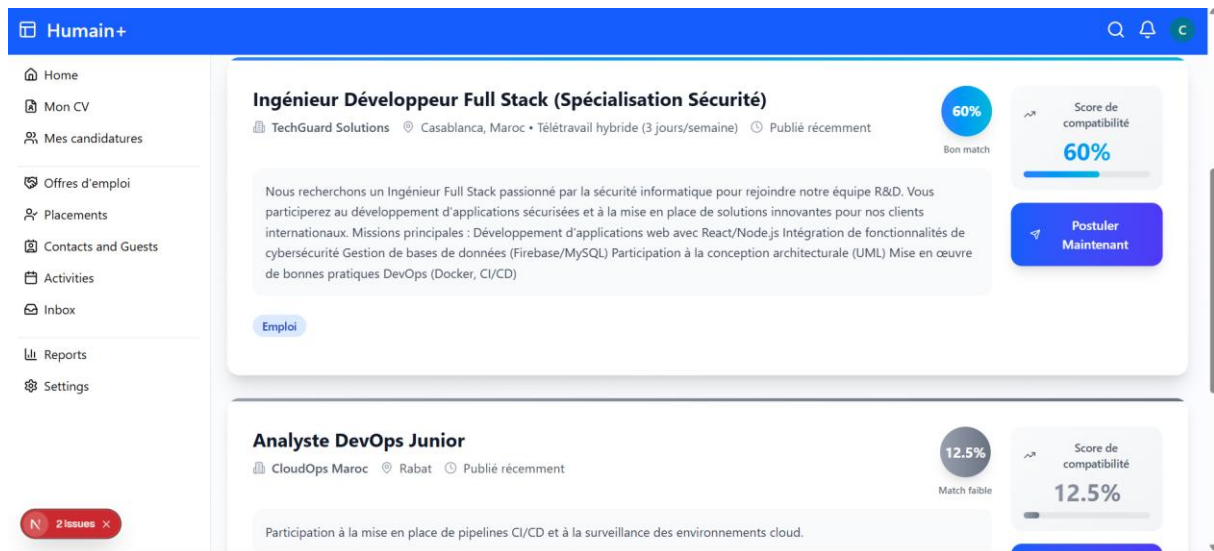 Humain+
C
Home
Mon CV
Mes candidatures
Offres d'emploi
Placements
Contacts and Guests
Activities
Inbox
Reports
Settings
N
2 Issues
Ingénieur Développeur Full Stack (Spécialisation Sécurité)
TechGuard Solutions Casablanca, Maroc • Télétravail hybride (3 jours/semaine) Publié récemment
60%
Bon match
Nous recherchons un Ingénieur Full Stack passionné par la sécurité informatique pour rejoindre notre équipe R&D. Vous
participerez au développement d'applications sécurisées et à la mise en place de solutions innovantes pour nos clients
internationaux. Missions principales : Développement d'applications web avec React/Node.js Intégration de fonctionnalités de
cybersécurité Gestion de bases de données (Firebase/MySQL) Participation à la conception architecturale (UML) Mise en œuvre
de bonnes pratiques DevOps (Docker, CI/CD)
Emploi
Score de
compatibilité
60%
Postuler
Maintenant
Analyste DevOps Junior
CloudOps Maroc Rabat Publié récemment
12.5%
Match faible
Participation à la mise en place de pipelines CI/CD et à la surveillance des environnements cloud.
Score de
compatibilité
12.5%